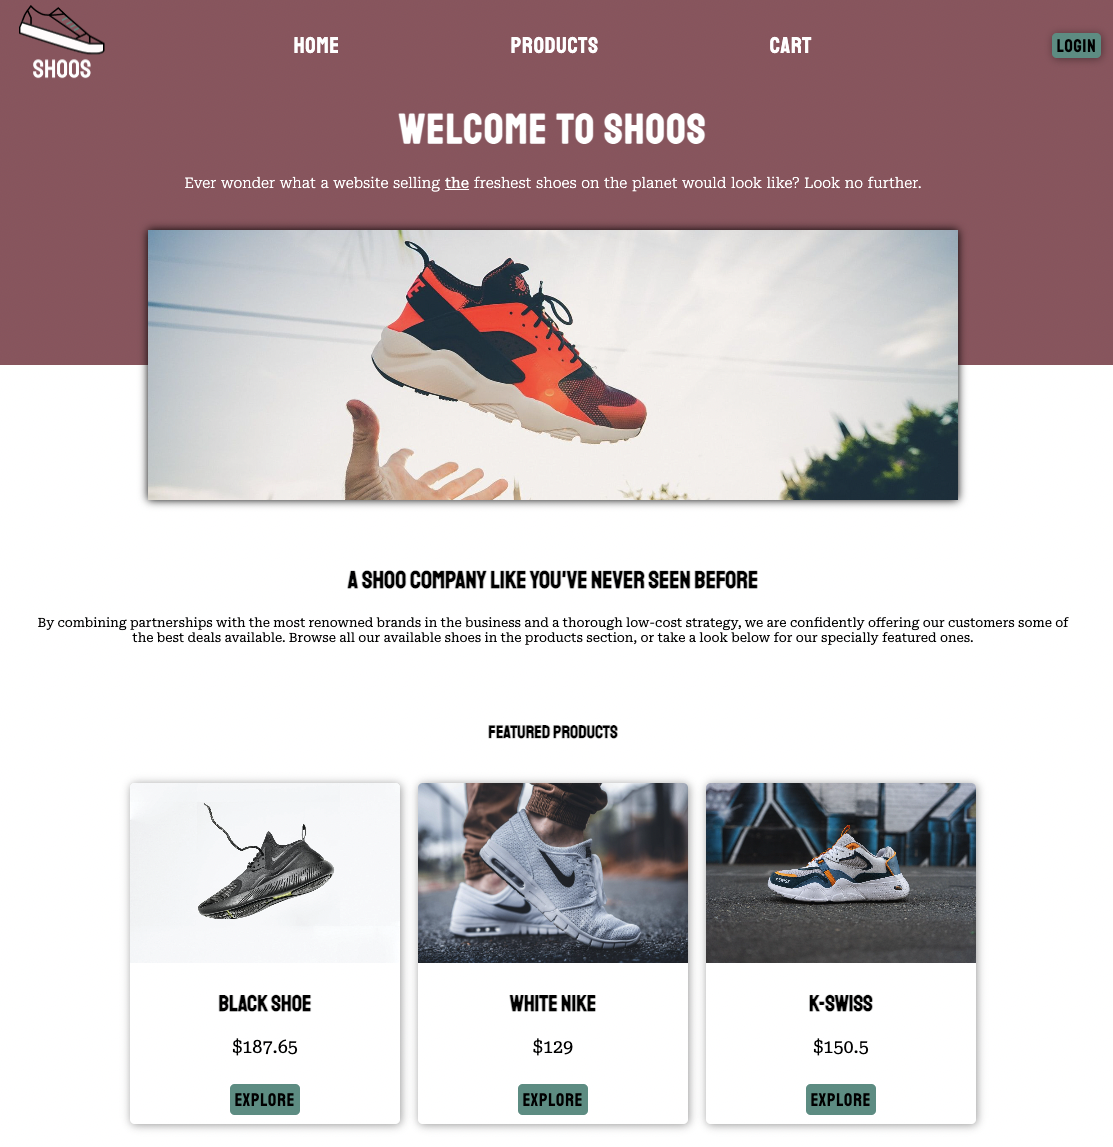 SHOOS
HOME
PRODUCTS
CART
LOGIN
WELCOME TO SHOOS
Ever wonder what a website selling the freshest shoes on the planet would look like? Look no further.
A SHOO COMPANY LIKE YOU'VE NEVER SEEN BEFORE
By combining partnerships with the most renowned brands in the business and a thorough low-cost strategy, we are confidently offering our customers some of
the best deals available. Browse all our available shoes in the products section, or take a look below for our specially featured ones.
FEATURED PRODUCTS
BLACK SHOE
$187.65
EXPLORE
WHITE NIKE
$129
EXPLORE
K-SWISS
$150.5
EXPLORE